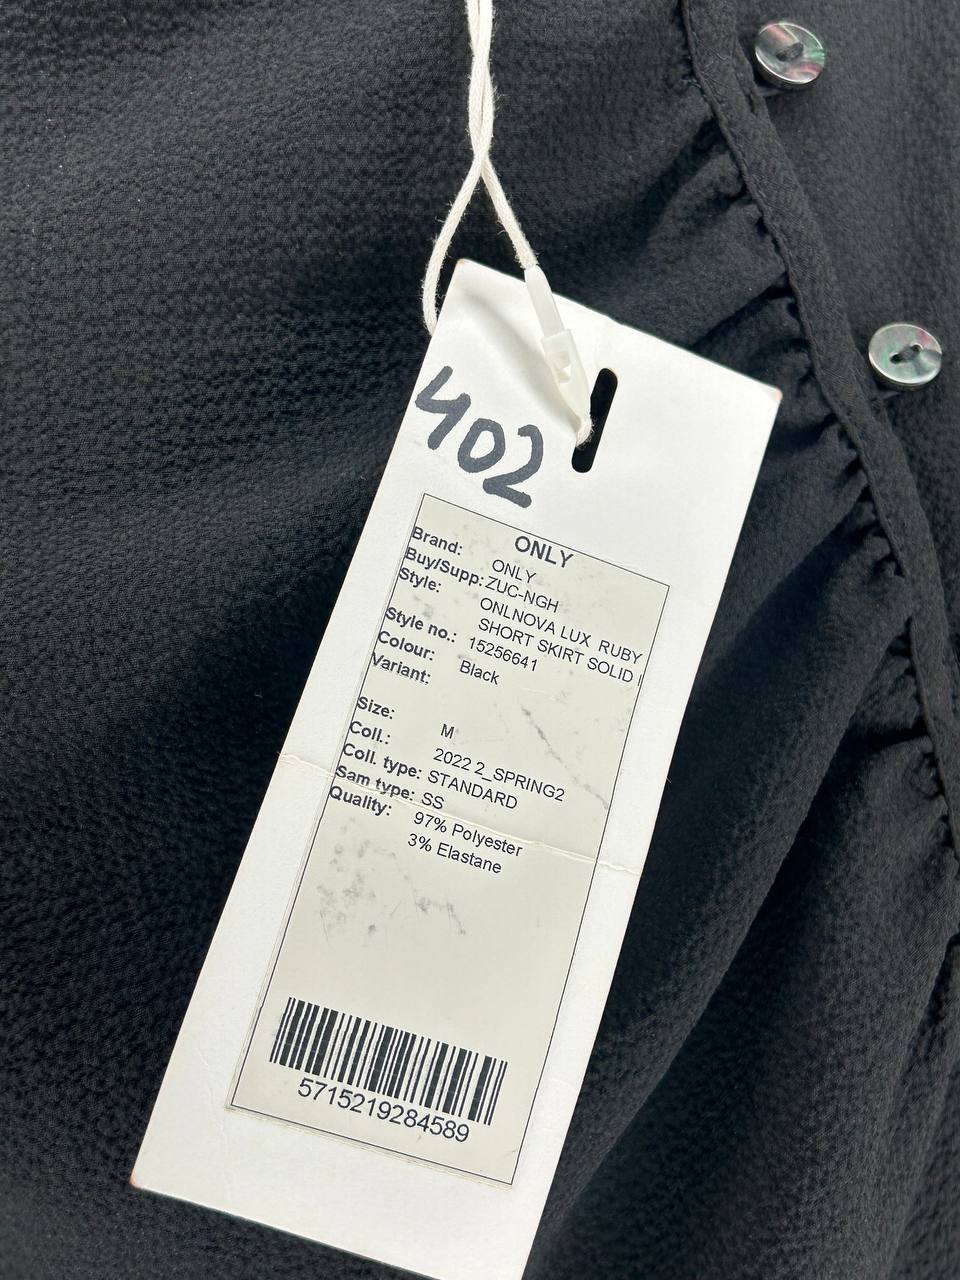 402
ONLY
Brand: ONLY
Buy/Supp: ZUC-NGH
Style: ONLNOVA LUX RUBY
SHORT SKIRT SOLID
Style no.: 15256641
Colour: Black
Variant:
Size: M
Coll.: 2022 2_SPRING2
Coll. type: STANDARD
Sam type: SS
Quality: 97% Polyester
3% Elastane
5715219284589